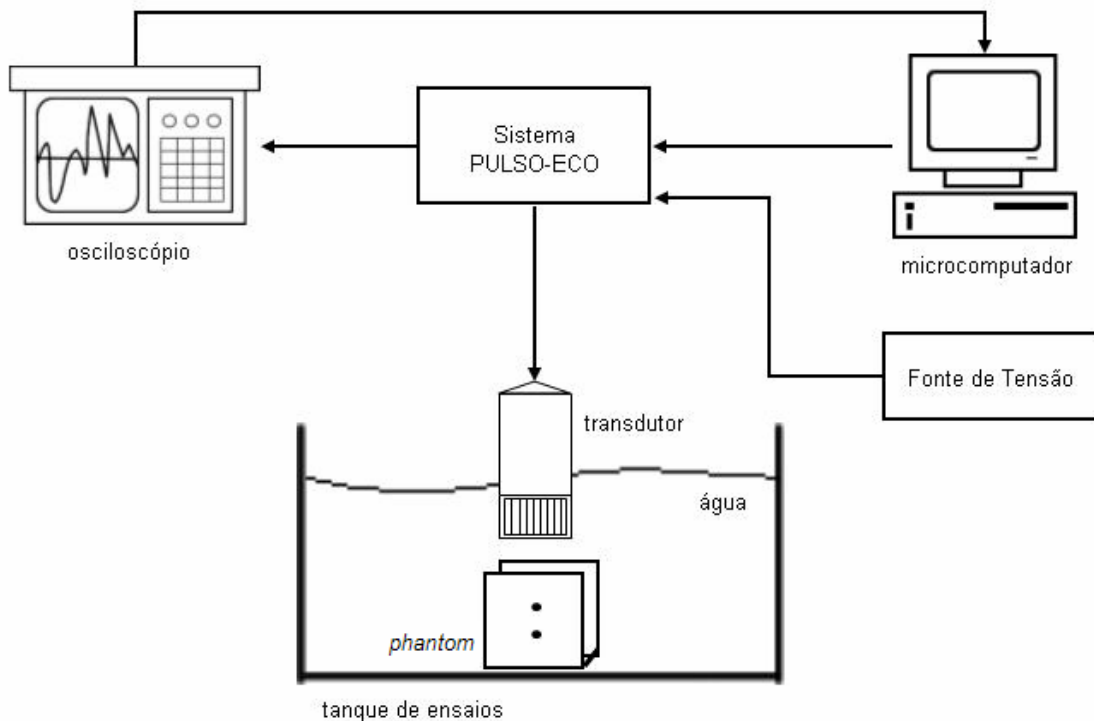 Sistema
PULSO-ECO
osciloscópio
microcomputador
Fonte de Tensão
transdutor
água
phantom
tanque de ensaios